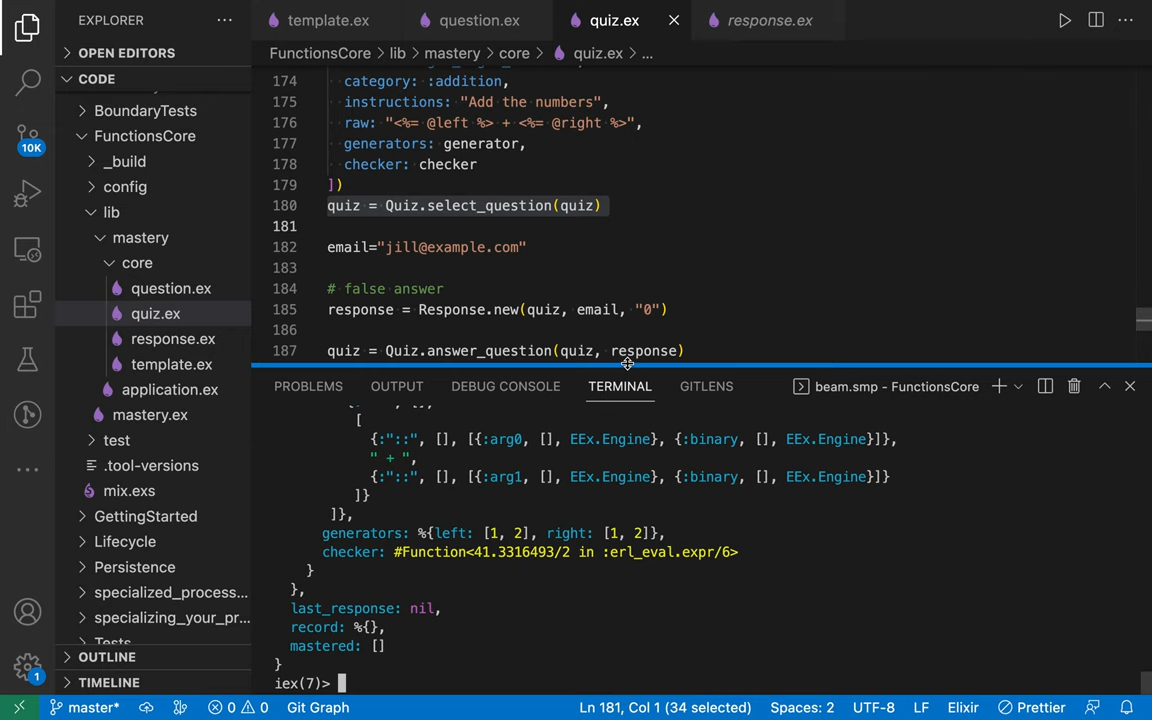 EXPLORER
template.ex
question.ex
quiz.ex
response.ex
OPEN EDITORS
CODE
BoundaryTests
FunctionsCore
_build
config
lib
mastery
core
question.ex
quiz.ex
response.ex
template.ex
application.ex
mastery.ex
test
.tool-versions
mix.exs
GettingStarted
Lifecycle
Persistence
specialized_process...
specializing_your_pr...
Tests
OUTLINE
TIMELINE
10K
1
FunctionsCore > lib > mastery > core > quiz.ex > ...
174 category: :addition,
175 instructions: "Add the numbers",
176 raw: "<%= @left %> + <%= @right %>",
177 generators: generator,
178 checker: checker
179 ])
180 quiz = Quiz.select_question(quiz)
181
182 email="jill@example.com"
183
184 # false answer
185 response = Response.new(quiz, email, "0")
186
187 quiz = Quiz.answer_question(quiz, response)
PROBLEMS OUTPUT DEBUG CONSOLE TERMINAL GITLENS beam.smp - FunctionsCore
[
{:"::", [], [{:arg0, [], EEx.Engine}, {:binary, [], EEx.Engine}]},
" + ",
{:"::", [], [{:arg1, [], EEx.Engine}, {:binary, [], EEx.Engine}]}
]}
]},
generators: %{left: [1, 2], right: [1, 2]},
checker: #Function<41.3316493/2 in :erl_eval.expr/6>
}
},
last_response: nil,
record: %{},
mastered: []
}
iex(7)>
master* 0 0 Git Graph Ln 181, Col 1 (34 selected) Spaces: 2 UTF-8 LF Elixir Prettier